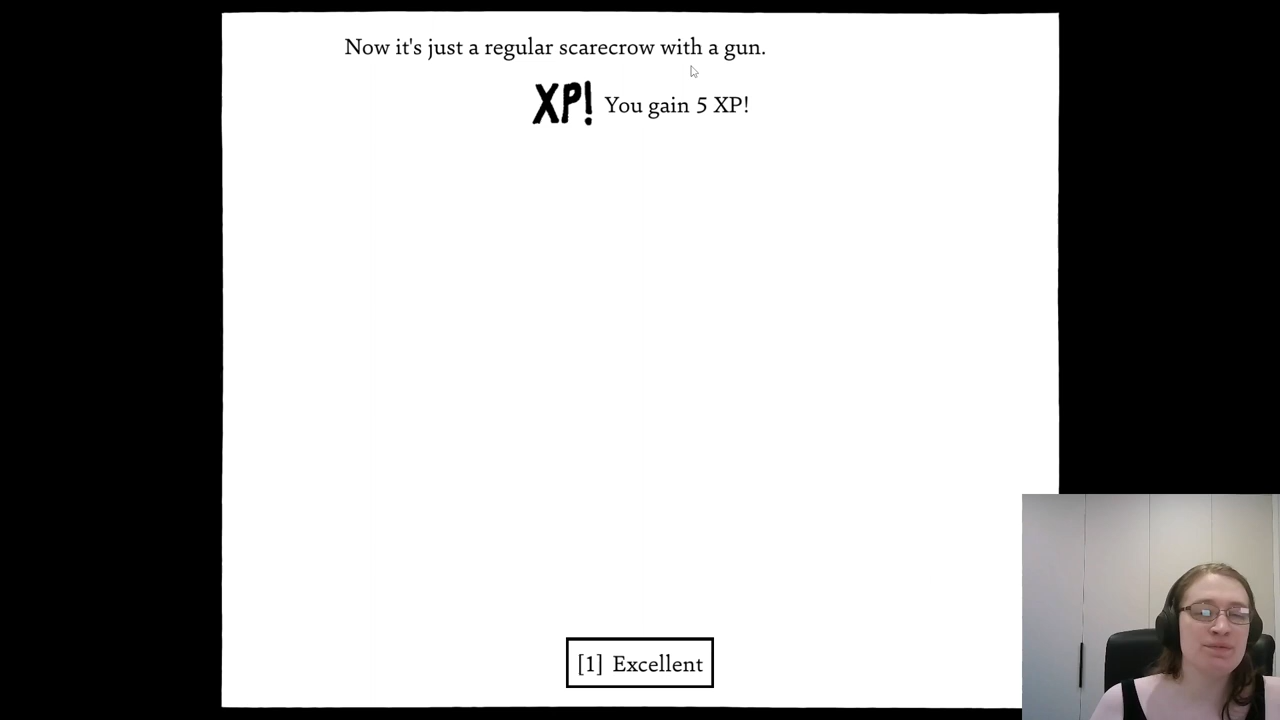 Now it's just a regular scarecrow with a gun.
XP! You gain 5 XP!
[1] Excellent